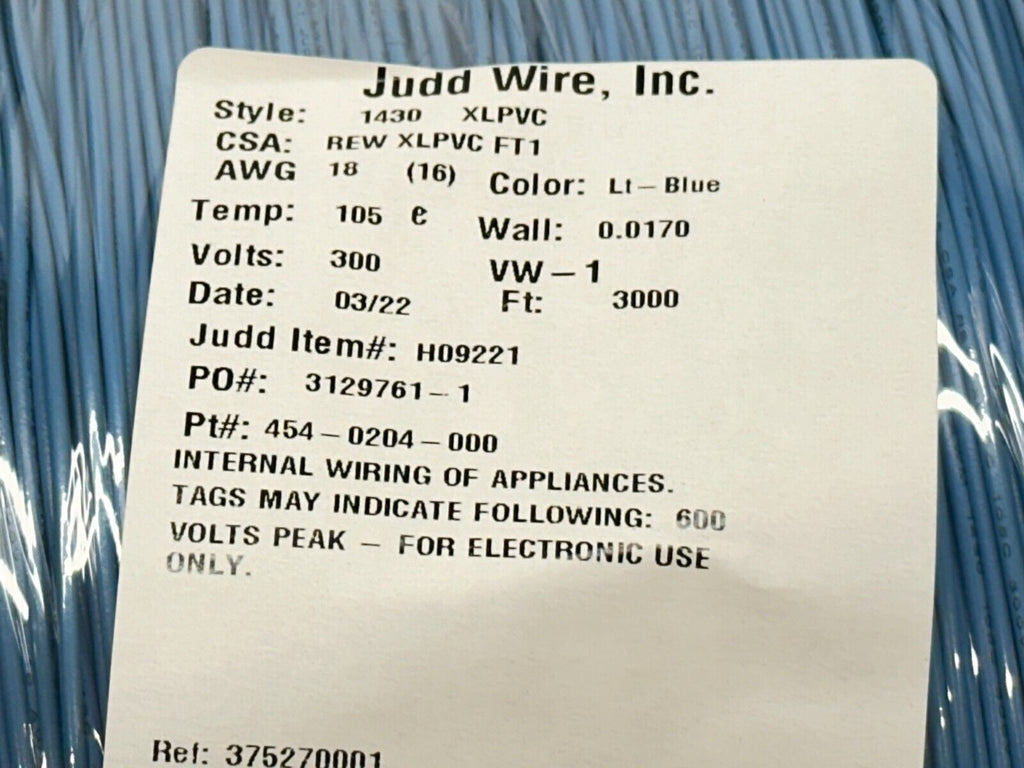 Judd Wire, Inc.
Style: 1430 XLPVC
CSA: REW XLPVC FT1
AWG 18 (16) Color: Lt-Blue
Temp: 105 C Wall: 0.0170
Volts: 300 VW-1
Date: 03/22 Ft: 3000
Judd Item#: H09221
PO#: 3129761-1
Pt#: 454-0204-000
INTERNAL WIRING OF APPLIANCES.
TAGS MAY INDICATE FOLLOWING: 600
VOLTS PEAK - FOR ELECTRONIC USE
ONLY.
Ref: 375270001